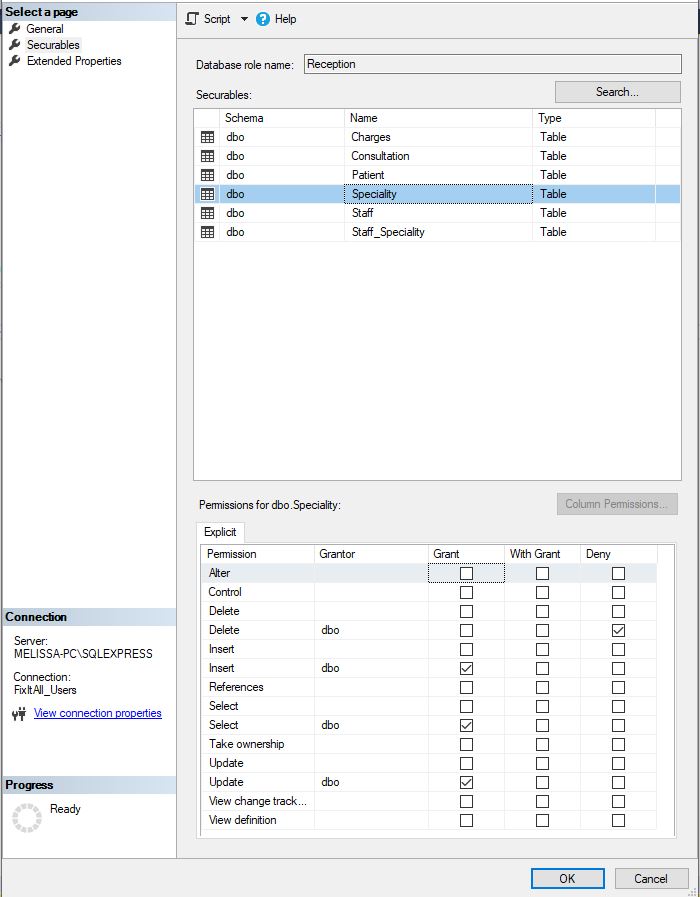 Select a page
General
Securables
Extended Properties
Script Help
Database role name: Reception
Securables: Search...
Schema Name Type
dbo Charges Table
dbo Consultation Table
dbo Patient Table
dbo Speciality Table
dbo Staff Table
dbo Staff_Speciality Table
Permissions for dbo.Speciality: Column Permissions...
Explicit
Permission Grantor Grant With Grant Deny
Alter
Control
Delete
Delete dbo
Insert
Insert dbo
References
Select
Select dbo
Take ownership
Update
Update dbo
View change track...
View definition
Connection
Server:
MELISSA-PC\SQLEXPRESS
Connection:
FixItAll_Users
View connection properties
Progress
Ready
OK Cancel